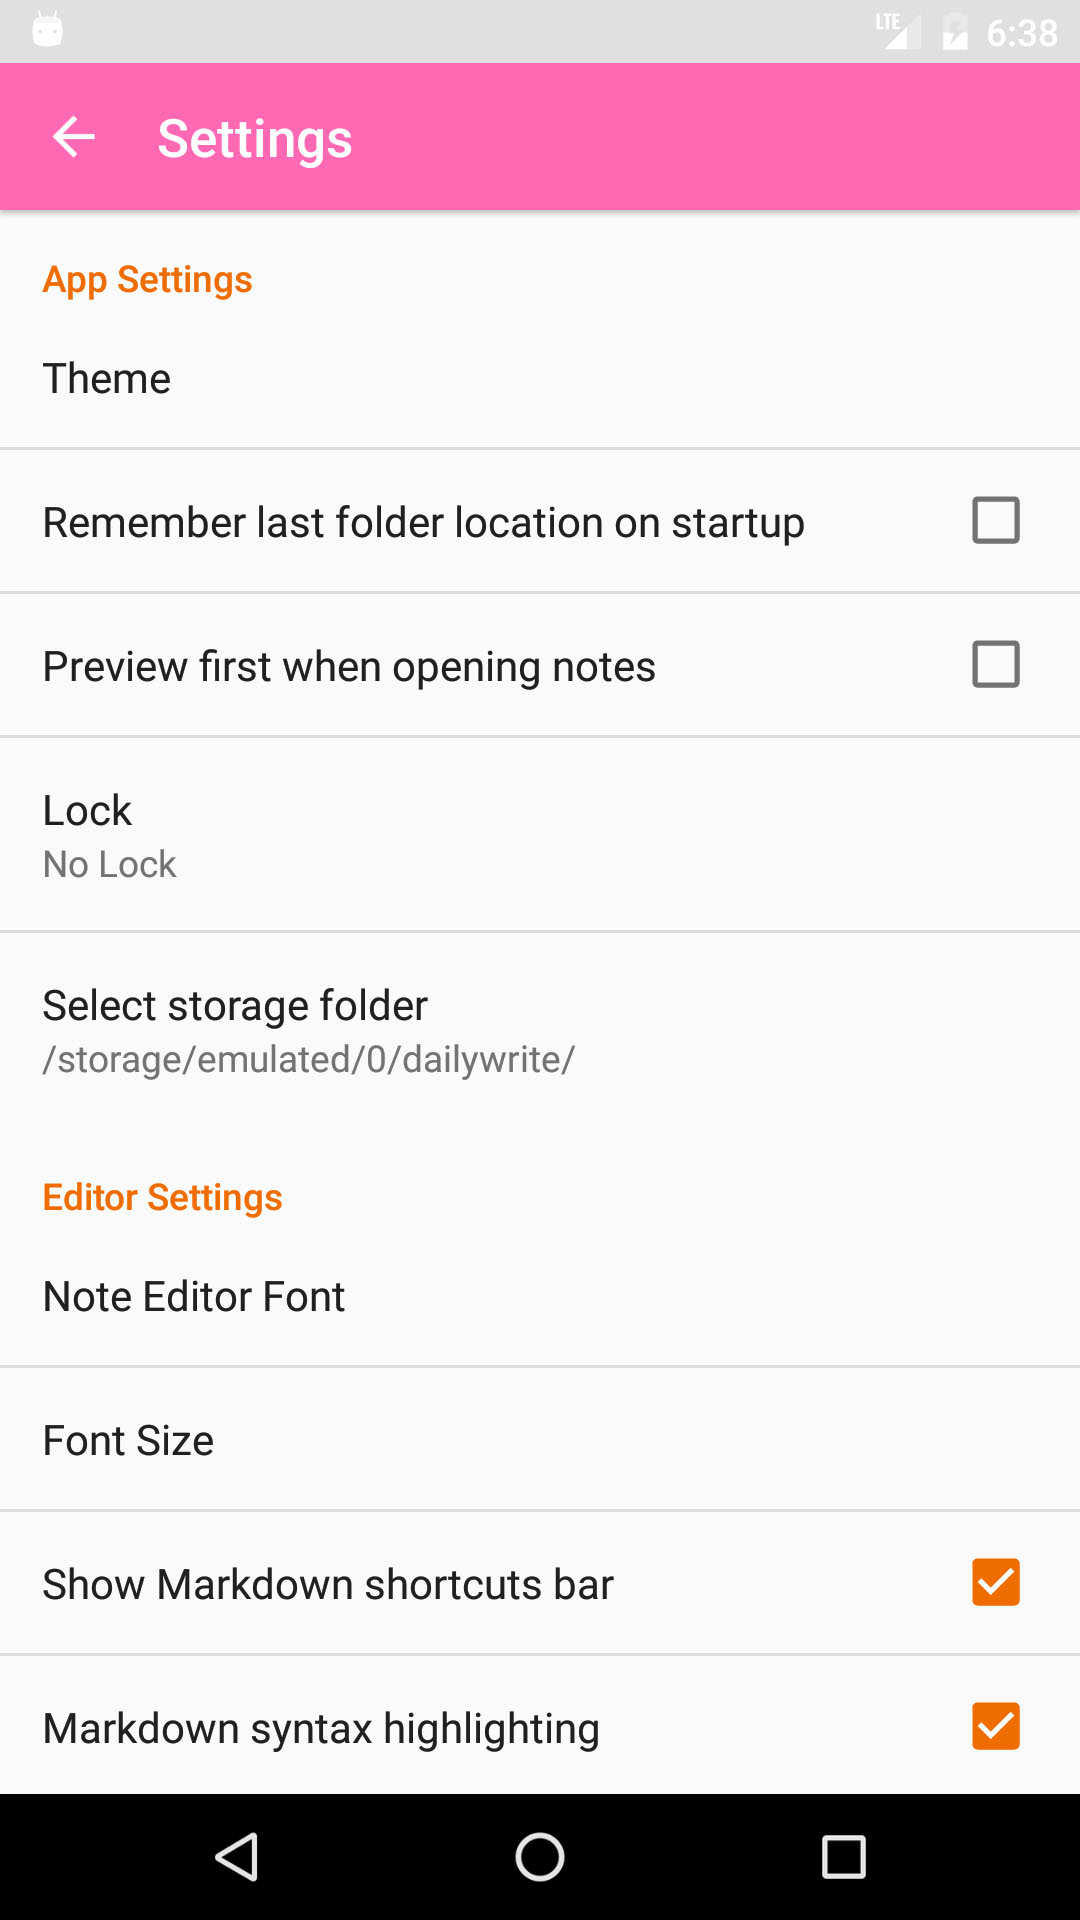 LTE 6:38
Settings
App Settings
Theme
Remember last folder location on startup
Preview first when opening notes
Lock
No Lock
Select storage folder
/storage/emulated/0/dailywrite/
Editor Settings
Note Editor Font
Font Size
Show Markdown shortcuts bar
Markdown syntax highlighting